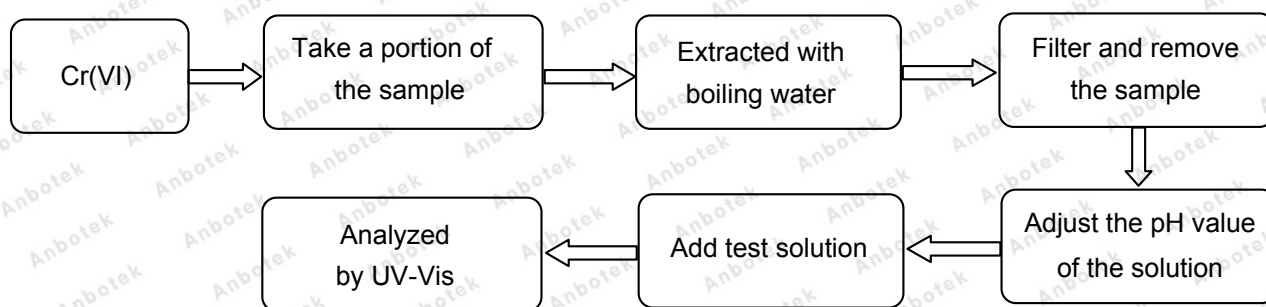 Cr(VI)
Take a portion of
the sample
Extracted with
boiling water
Filter and remove
the sample
Adjust the pH value
of the solution
Add test solution
Analyzed
by UV-Vis
Anbotek